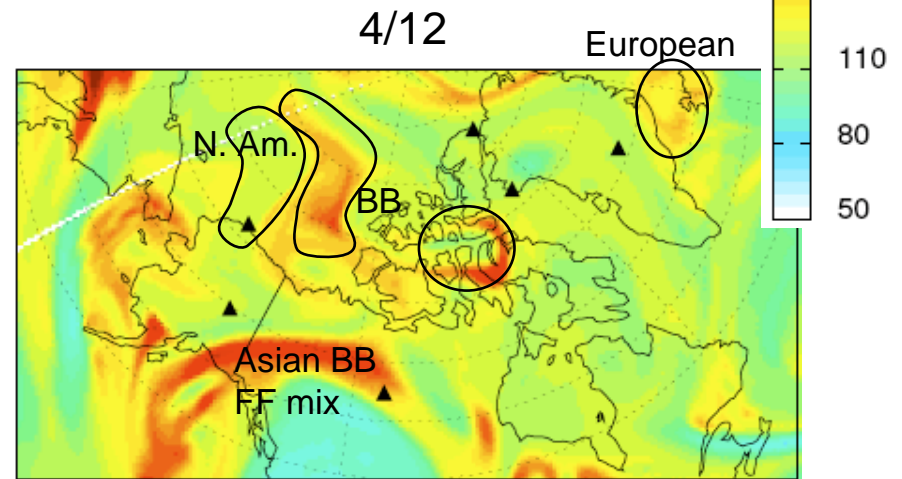 4/12
European
110
80
50
N. Am.
BB
Asian BB
FF mix